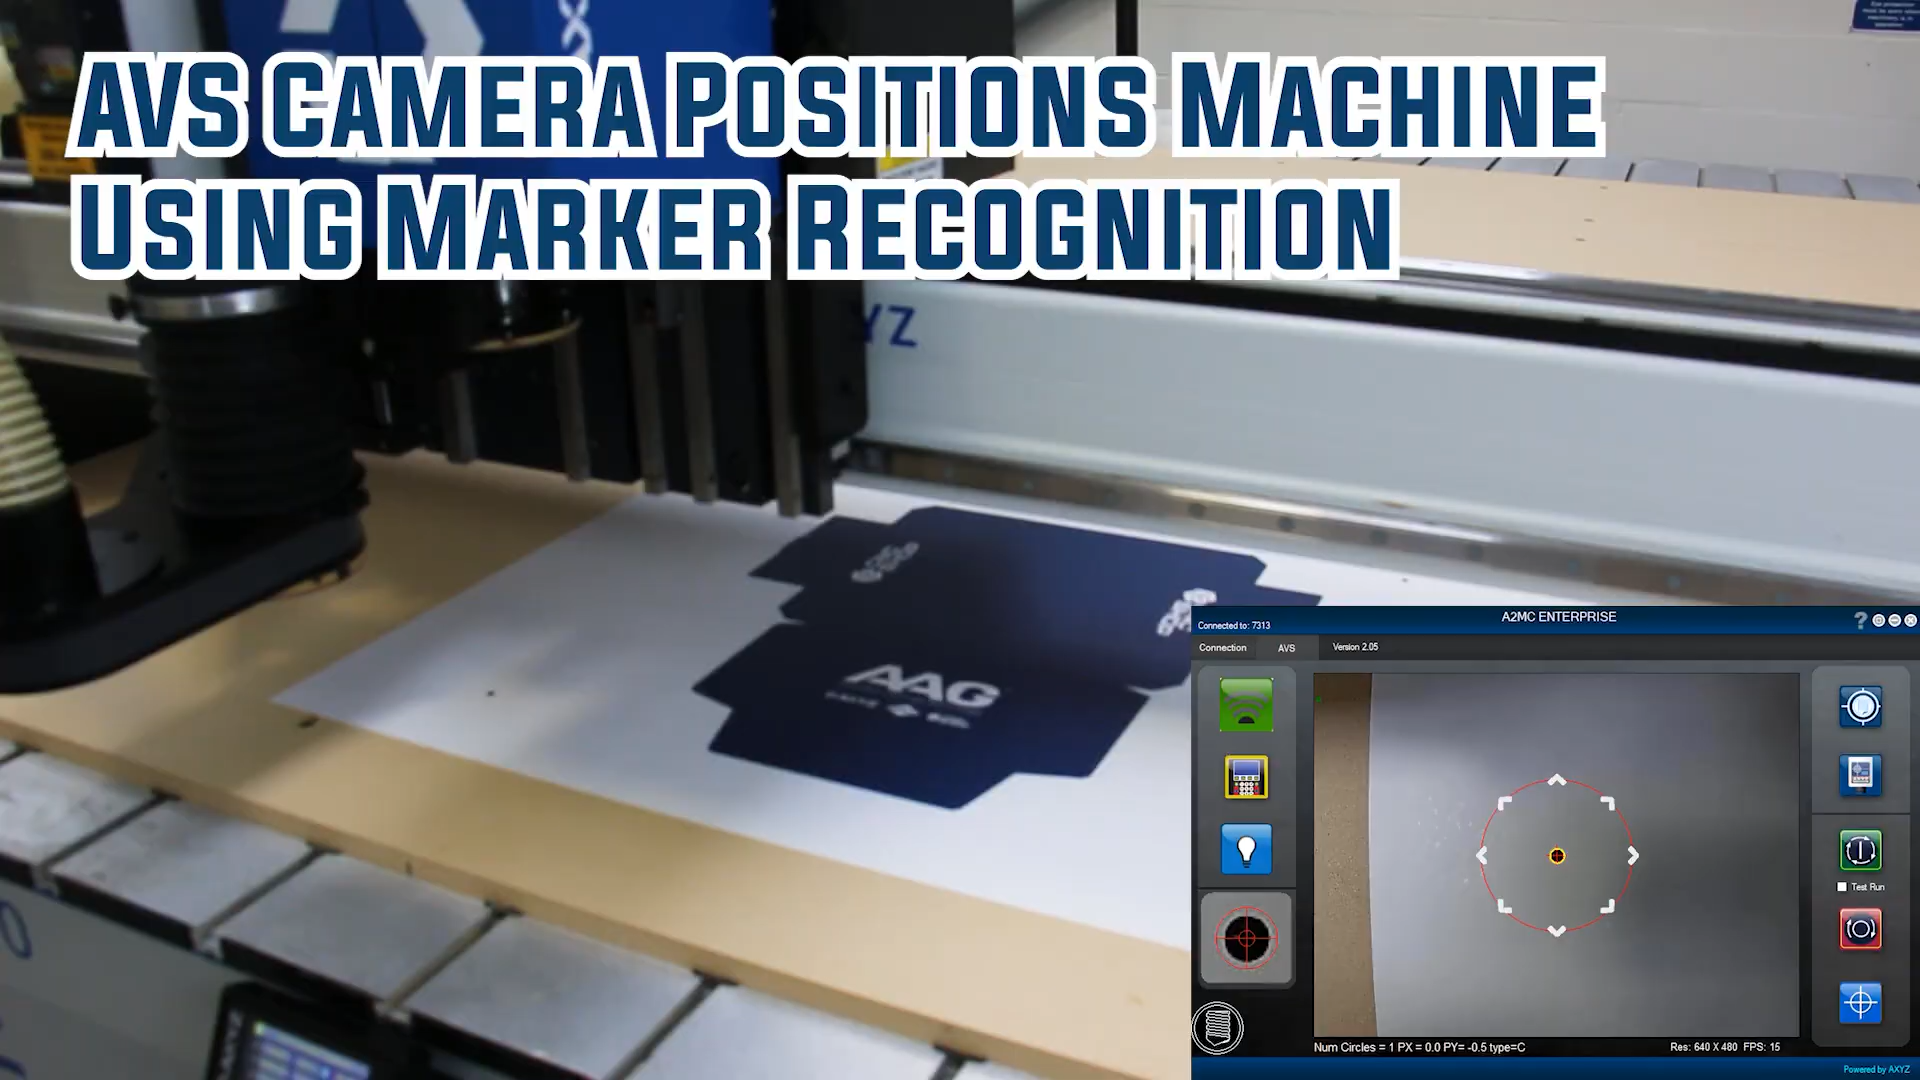 AVS CAMERA POSITIONS MACHINE
USING MARKER RECOGNITION
YZ
AAG
A2MC ENTERPRISE
Connected to: 7313
Connection
AVS
Version 2.05
Test Run
Num Circles = 1 PX = 0.0 PY= -0.5 type=C
Res: 640 X 480 FPS: 15
Powered by AXYZ